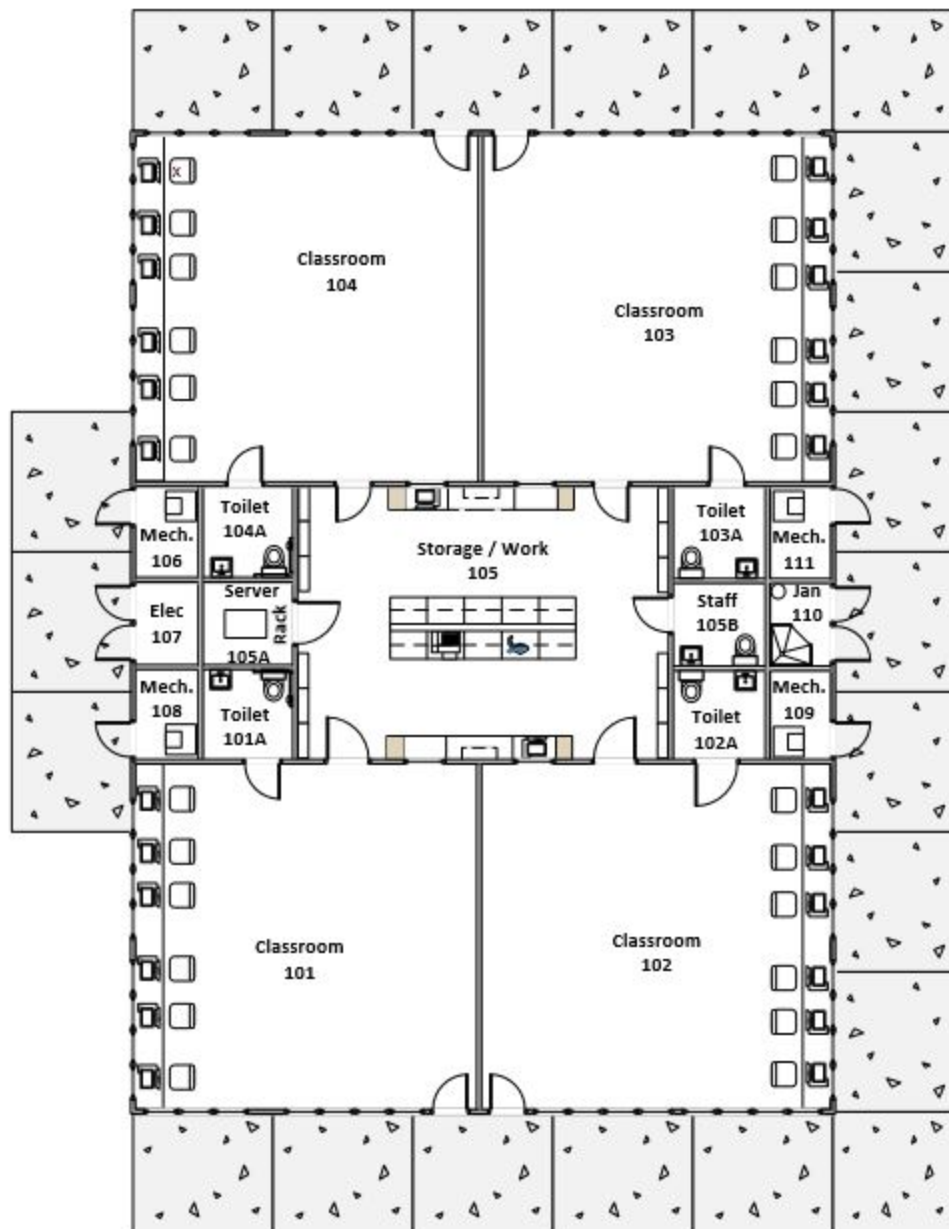 X
Classroom
104
Classroom
103
Toilet
104A
Mech.
106
Storage / Work
105
Toilet
103A
Mech.
111
Elec
107
Server
Rack
105A
Staff
105B
Jan
110
Mech.
108
Toilet
101A
Toilet
102A
Mech.
109
Classroom
101
Classroom
102